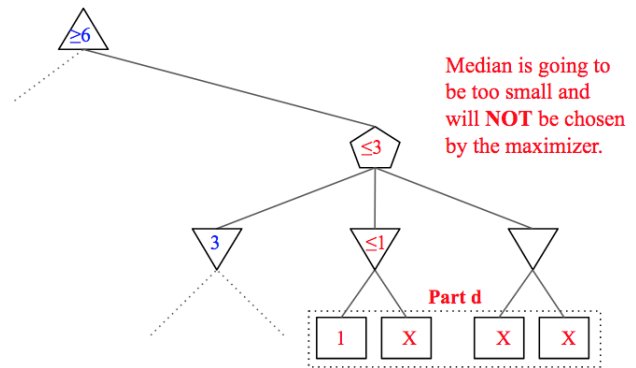 ≥6
Median is going to
be too small and
will NOT be chosen
by the maximizer.
≤3
3
≤1
Part d
1 X X X